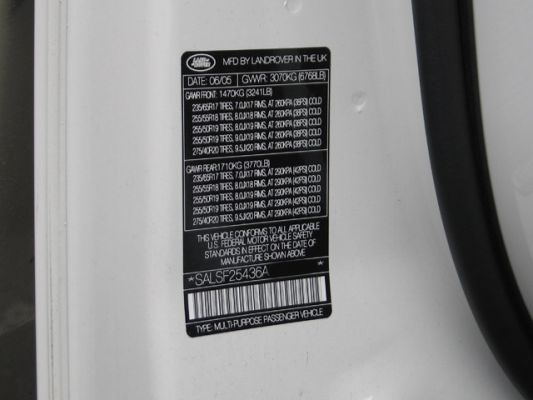 LAND ROVER
MFD BY LANDROVER IN THE UK
DATE: 06/05 GVWR: 3070KG (6768LB)
GAWR FRONT: 1470KG (3241LB)
235/65R17 TIRES, 7.0JX17 RIMS, AT 260KPA (38PSI) COLD
255/55R18 TIRES, 8.0JX18 RIMS, AT 260KPA (38PSI) COLD
255/50R19 TIRES, 8.0JX19 RIMS, AT 260KPA (38PSI) COLD
255/50R19 TIRES, 9.0JX19 RIMS, AT 260KPA (38PSI) COLD
275/40R20 TIRES, 9.5JX20 RIMS, AT 260KPA (38PSI) COLD
GAWR REAR: 1710KG (3770LB)
235/65R17 TIRES, 7.0JX17 RIMS, AT 290KPA (42PSI) COLD
255/55R18 TIRES, 8.0JX18 RIMS, AT 290KPA (42PSI) COLD
255/50R19 TIRES, 8.0JX19 RIMS, AT 290KPA (42PSI) COLD
255/50R19 TIRES, 9.0JX19 RIMS, AT 290KPA (42PSI) COLD
275/40R20 TIRES, 9.5JX20 RIMS, AT 290KPA (42PSI) COLD
THIS VEHICLE CONFORMS TO ALL APPLICABLE
U.S. FEDERAL MOTOR VEHICLE SAFETY
STANDARDS IN EFFECT ON THE DATE OF
MANUFACTURE SHOWN ABOVE
*SALSF25436A
TYPE: MULTI-PURPOSE PASSENGER VEHICLE